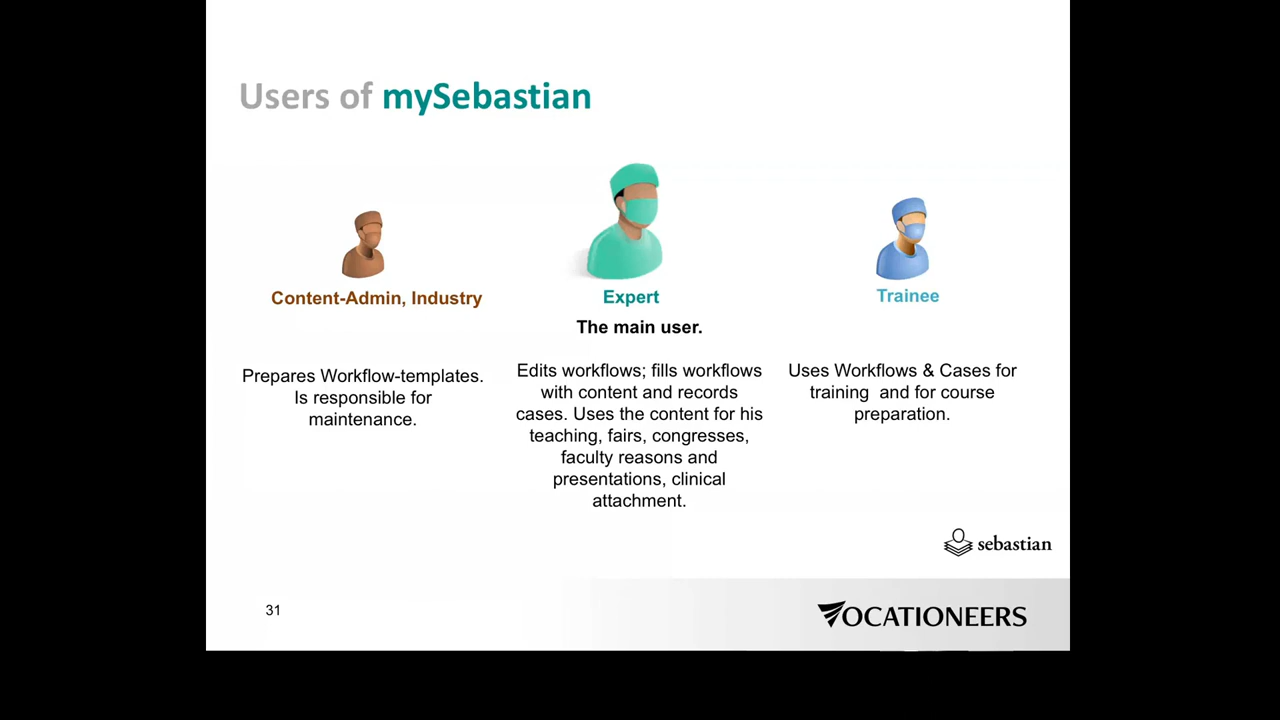 Users of mySebastian
Content-Admin, Industry
Prepares Workflow-templates.
Is responsible for
maintenance.
Expert
The main user.
Edits workflows; fills workflows
with content and records
cases. Uses the content for his
teaching, fairs, congresses,
faculty reasons and
presentations, clinical
attachment.
Trainee
Uses Workflows & Cases for
training  and for course
preparation.
sebastian
31
VOCATIONEERS